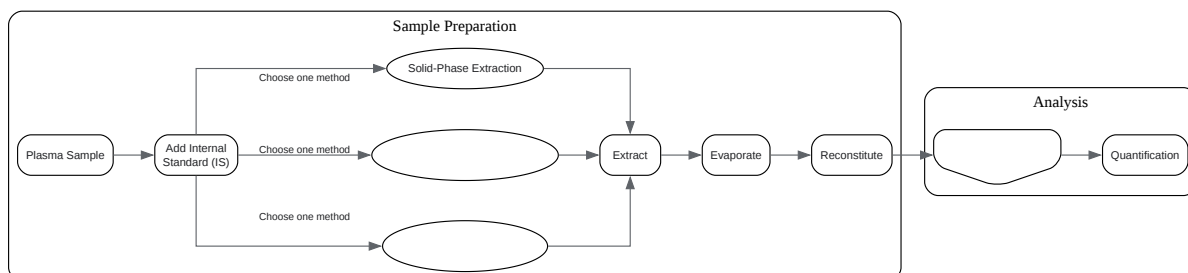 Sample Preparation
Choose one method
Solid-Phase Extraction
Analysis
Plasma Sample
Add Internal
Standard (IS)
Choose one method
Extract
Evaporate
Reconstitute
Quantification
Choose one method